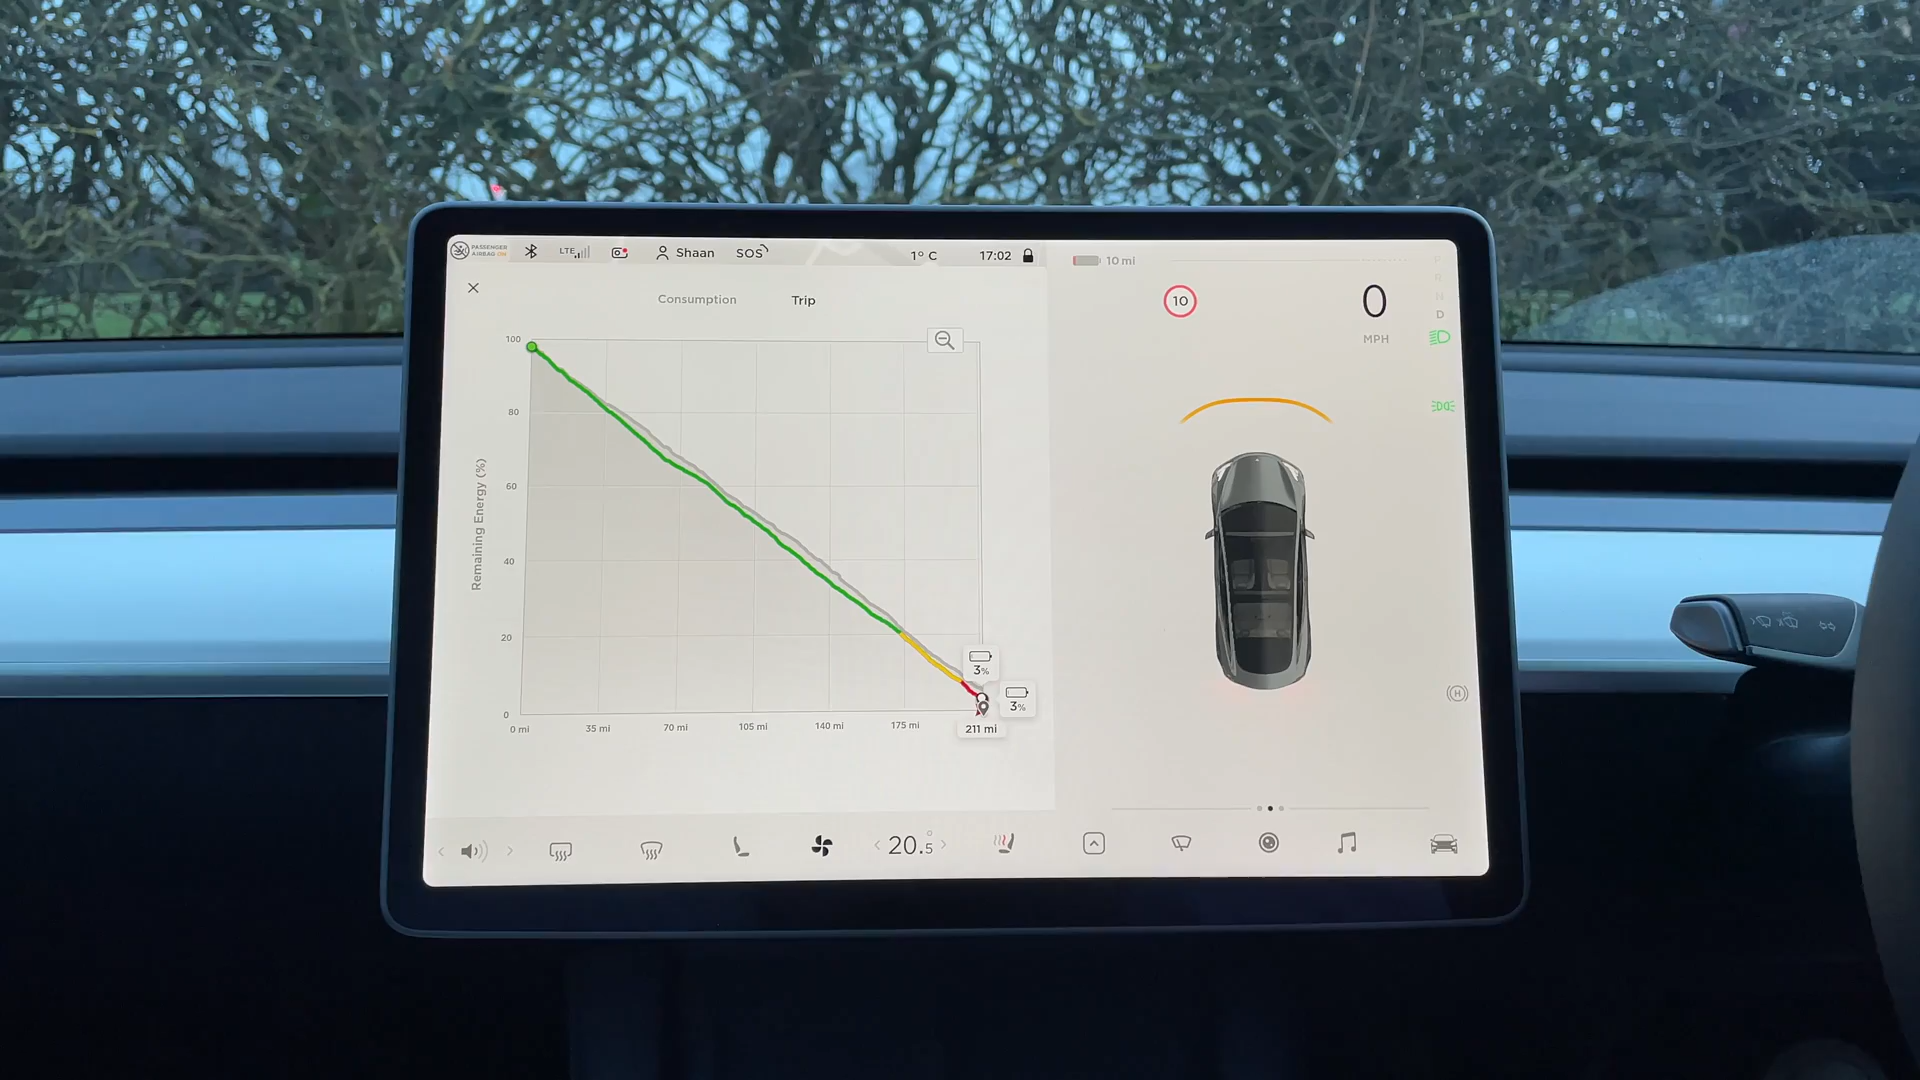 PASSENGER
AIRBAG ON
LTE
Shaan
SOS
1° C
17:02
10 mi
P
R
N
D
Consumption
Trip
10
0
MPH
Remaining Energy (%)
100
80
60
40
20
0
3%
3%
0 mi
35 mi
70 mi
105 mi
140 mi
175 mi
211 mi
H
20.5°